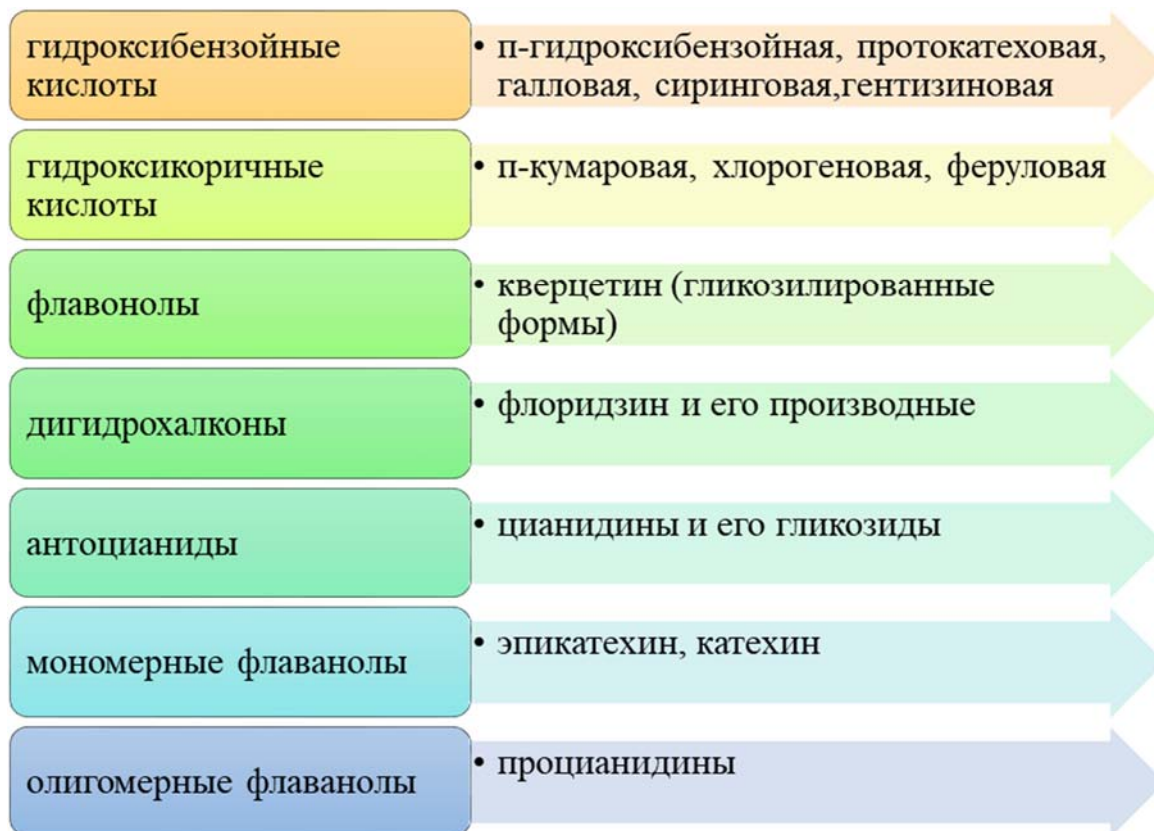 гидроксибензойные
кислоты
• п-гидроксибензойная, протокатеховая,
галловая, сиринговая,гентизиновая
гидроксикоричные
кислоты
• п-кумаровая, хлорогеновая, феруловая
флавонолы
• кверцетин (гликозилированные
формы)
дигидрохалконы
• флоридзин и его производные
антоцианиды
• цианидины и его гликозиды
мономерные флаванолы
• эпикатехин, катехин
олигомерные флаванолы
• процианидины